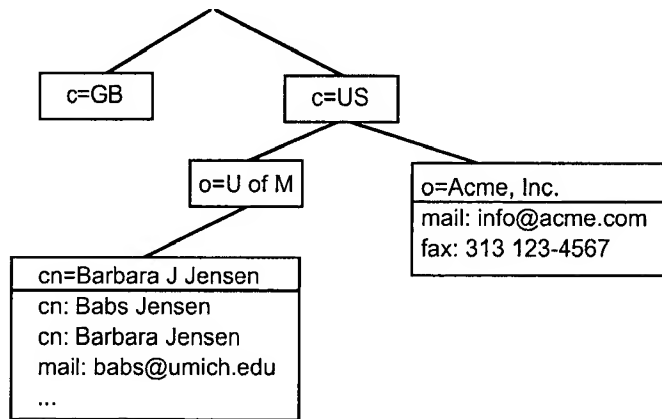 c=GB
c=US
o=U of M
o=Acme, Inc.
mail: info@acme.com
fax: 313 123-4567
cn=Barbara J Jensen
cn: Babs Jensen
cn: Barbara Jensen
mail: babs@umich.edu
...